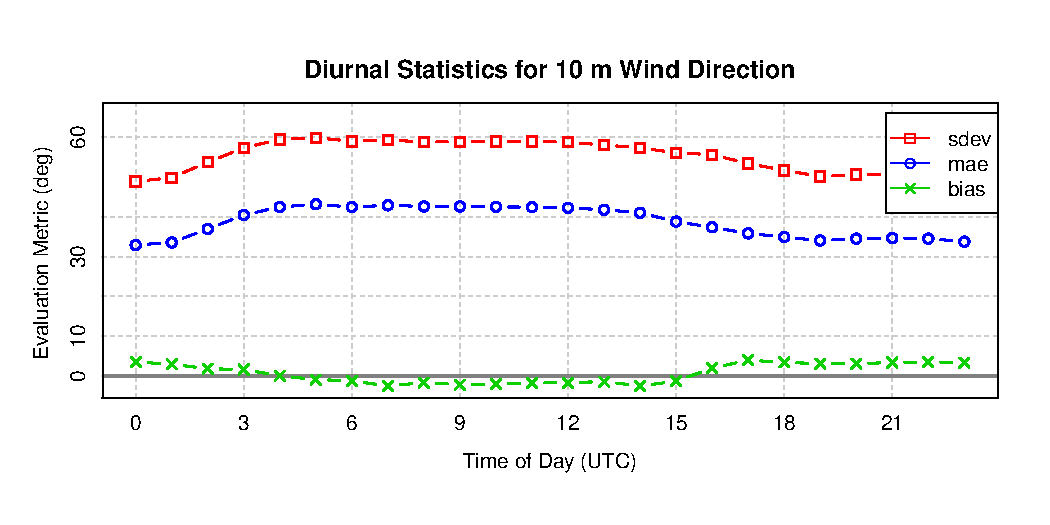 Diurnal Statistics for 10 m Wind Direction
Evaluation Metric (deg)
60
30
10
0
sdev
mae
bias
0 3 6 9 12 15 18 21
Time of Day (UTC)